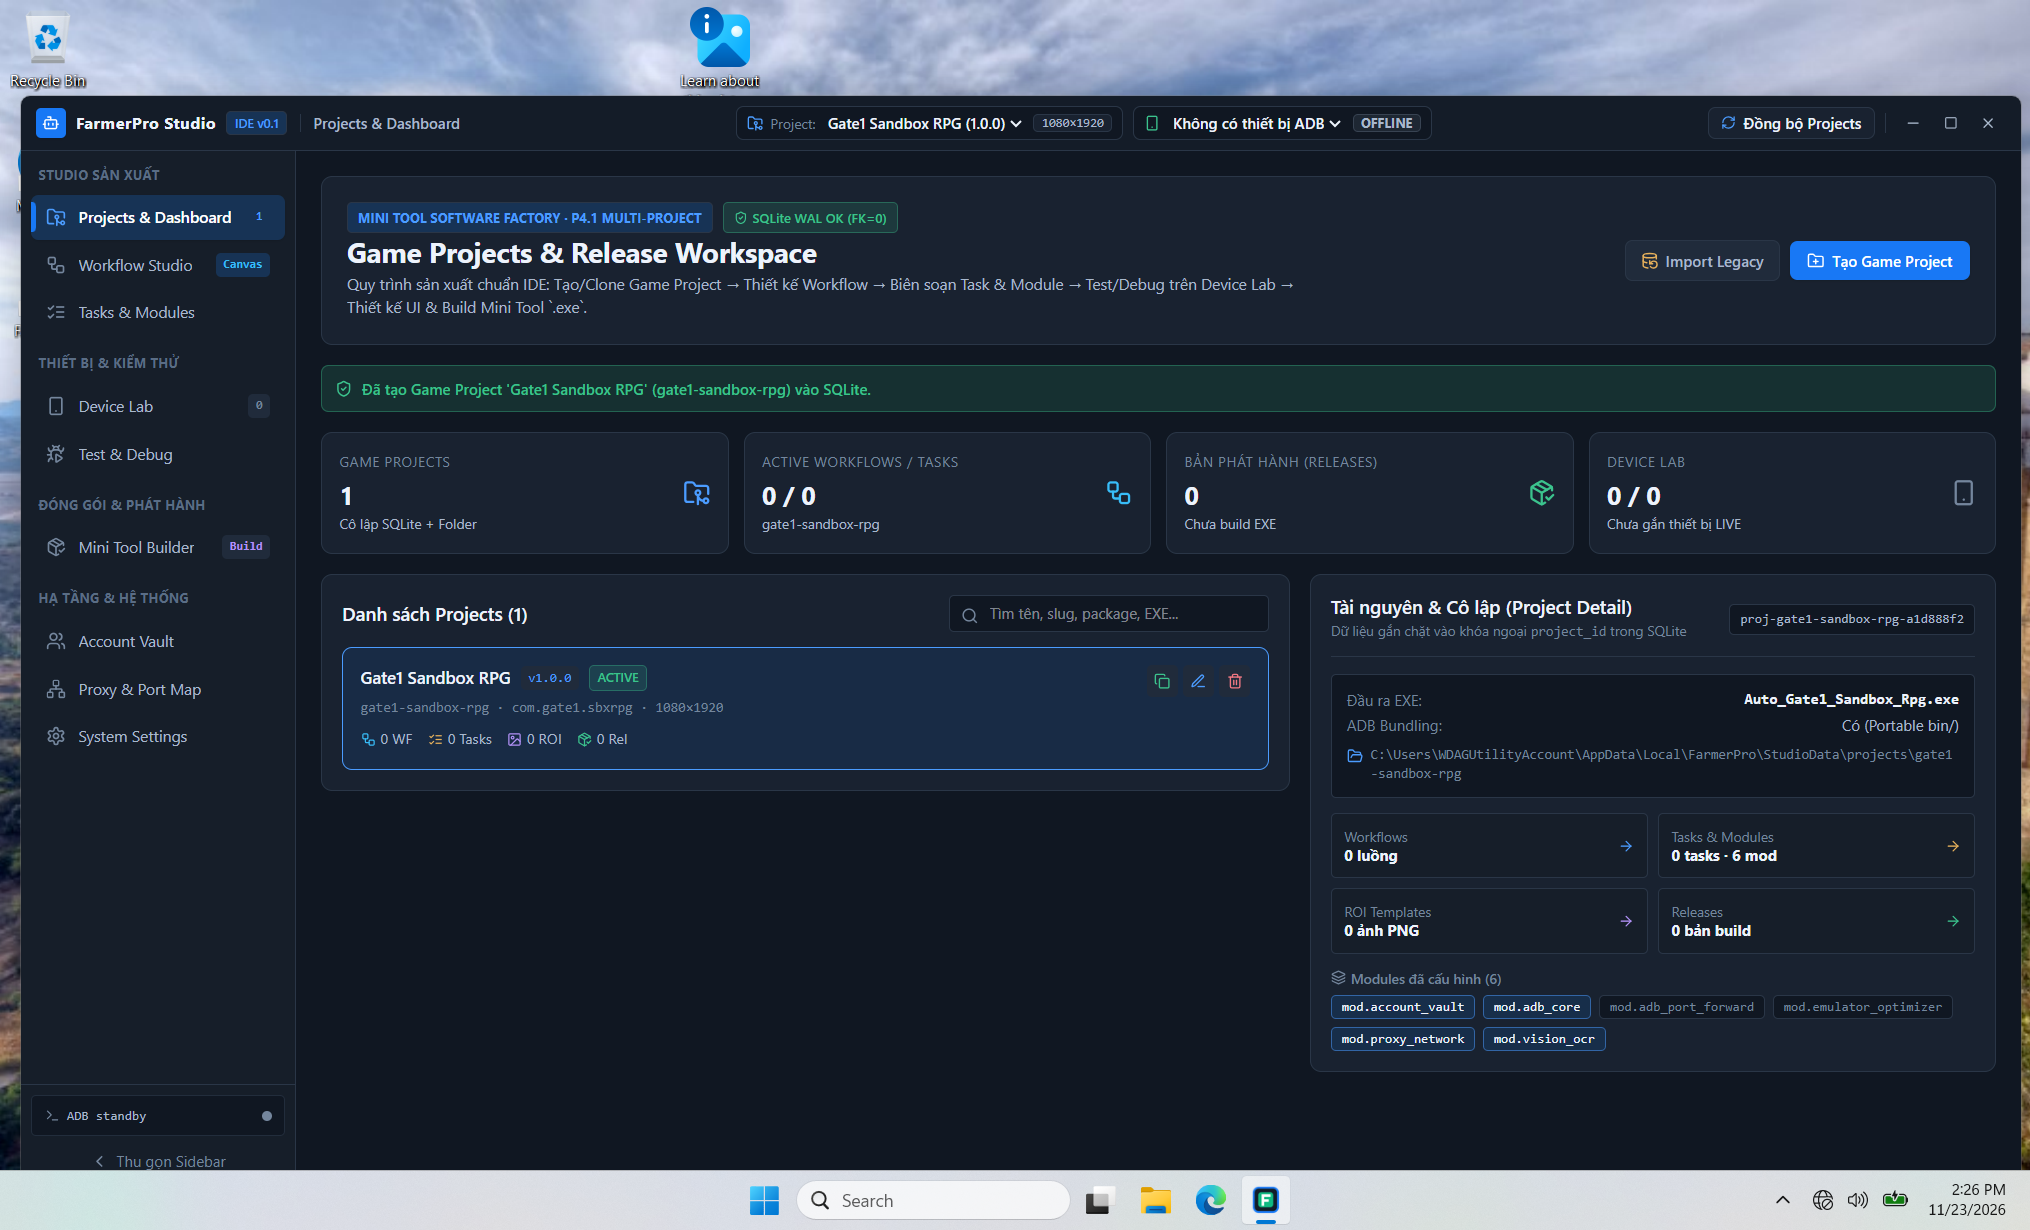 Recycle Bin
Learn about
FarmerPro Studio
IDE v0.1
Projects & Dashboard
Project:
Gate1 Sandbox RPG (1.0.0)
1080×1920
Không có thiết bị ADB
OFFLINE
Đồng bộ Projects
STUDIO SẢN XUẤT
Projects & Dashboard
1
Workflow Studio
Canvas
Tasks & Modules
THIẾT BỊ & KIỂM THỬ
Device Lab
0
Test & Debug
ĐÓNG GÓI & PHÁT HÀNH
Mini Tool Builder
Build
HẠ TẦNG & HỆ THỐNG
Account Vault
Proxy & Port Map
System Settings
ADB standby
Thu gọn Sidebar
MINI TOOL SOFTWARE FACTORY · P4.1 MULTI-PROJECT
SQLite WAL OK (FK=0)
Game Projects & Release Workspace
Quy trình sản xuất chuẩn IDE: Tạo/Clone Game Project → Thiết kế Workflow → Biên soạn Task & Module → Test/Debug trên Device Lab →
Thiết kế UI & Build Mini Tool `.exe`.
Import Legacy
Tạo Game Project
Đã tạo Game Project 'Gate1 Sandbox RPG' (gate1-sandbox-rpg) vào SQLite.
GAME PROJECTS
1
Cô lập SQLite + Folder
ACTIVE WORKFLOWS / TASKS
0 / 0
gate1-sandbox-rpg
BẢN PHÁT HÀNH (RELEASES)
0
Chưa build EXE
DEVICE LAB
0 / 0
Chưa gắn thiết bị LIVE
Danh sách Projects (1)
Tìm tên, slug, package, EXE...
Gate1 Sandbox RPG
v1.0.0
ACTIVE
gate1-sandbox-rpg · com.gate1.sbxrpg · 1080×1920
0 WF
0 Tasks
0 ROI
0 Rel
Tài nguyên & Cô lập (Project Detail)
Dữ liệu gắn chặt vào khóa ngoại project_id trong SQLite
proj-gate1-sandbox-rpg-a1d888f2
Đầu ra EXE:
Auto_Gate1_Sandbox_Rpg.exe
ADB Bundling:
Có (Portable bin/)
C:\Users\WDAGUtilityAccount\AppData\Local\FarmerPro\StudioData\projects\gate1
-sandbox-rpg
Workflows
0 luồng
Tasks & Modules
0 tasks · 6 mod
ROI Templates
0 ảnh PNG
Releases
0 bản build
Modules đã cấu hình (6)
mod.account_vault
mod.adb_core
mod.adb_port_forward
mod.emulator_optimizer
mod.proxy_network
mod.vision_ocr
Search
2:26 PM
11/23/2026